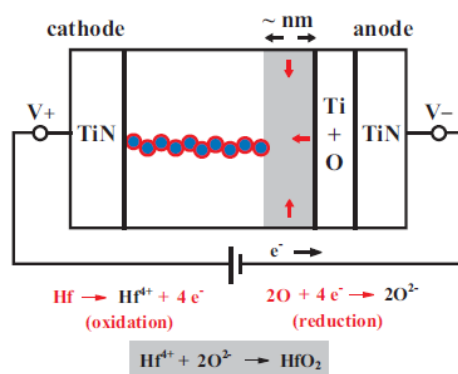 ~ nm
cathode
anode
V+
TiN
Ti
+
O
TiN
V−
e⁻
Hf → Hf⁴⁺ + 4 e⁻
(oxidation)
2O + 4 e⁻ → 2O²⁻
(reduction)
Hf⁴⁺ + 2O²⁻ → HfO₂